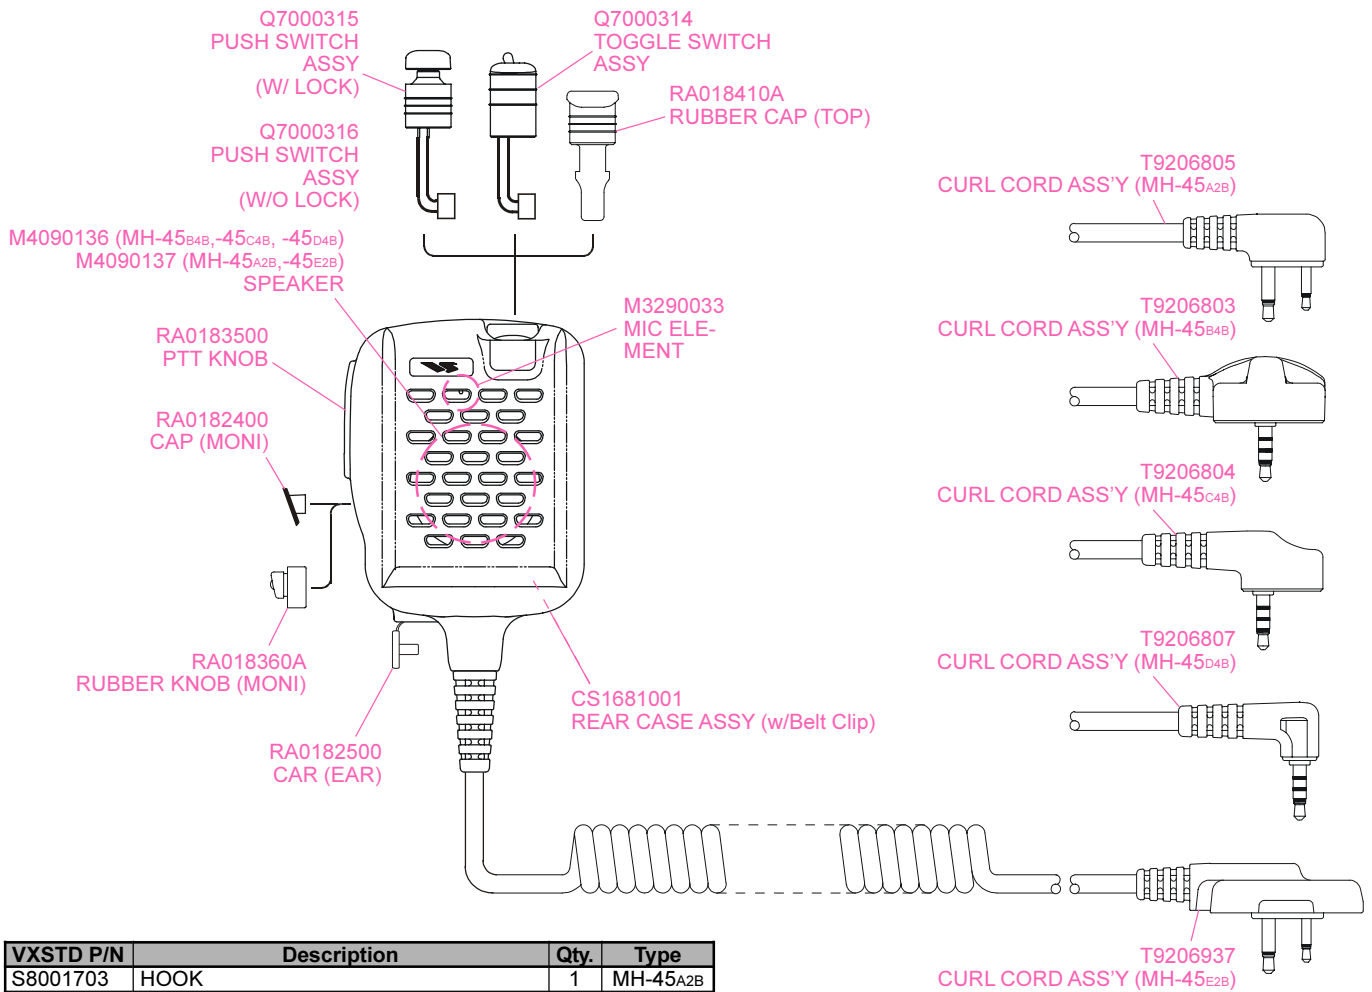 Q7000315
PUSH SWITCH
ASSY
(W/ LOCK)
Q7000316
PUSH SWITCH
ASSY
(W/O LOCK)
Q7000314
TOGGLE SWITCH
ASSY
RA018410A
RUBBER CAP (TOP)
M4090136 (MH-45B4B,-45C4B, -45D4B)
M4090137 (MH-45A2B,-45E2B)
SPEAKER
M3290033
MIC ELE-
MENT
RA0183500
PTT KNOB
RA0182400
CAP (MONI)
RA018360A
RUBBER KNOB (MONI)
RA0182500
CAR (EAR)
CS1681001
REAR CASE ASSY (w/Belt Clip)
T9206805
CURL CORD ASS'Y (MH-45A2B)
T9206803
CURL CORD ASS'Y (MH-45B4B)
T9206804
CURL CORD ASS'Y (MH-45C4B)
T9206807
CURL CORD ASS'Y (MH-45D4B)
T9206937
CURL CORD ASS'Y (MH-45E2B)
VXSTD P/N Description Qty. Type
S8001703 HOOK 1 MH-45A2B